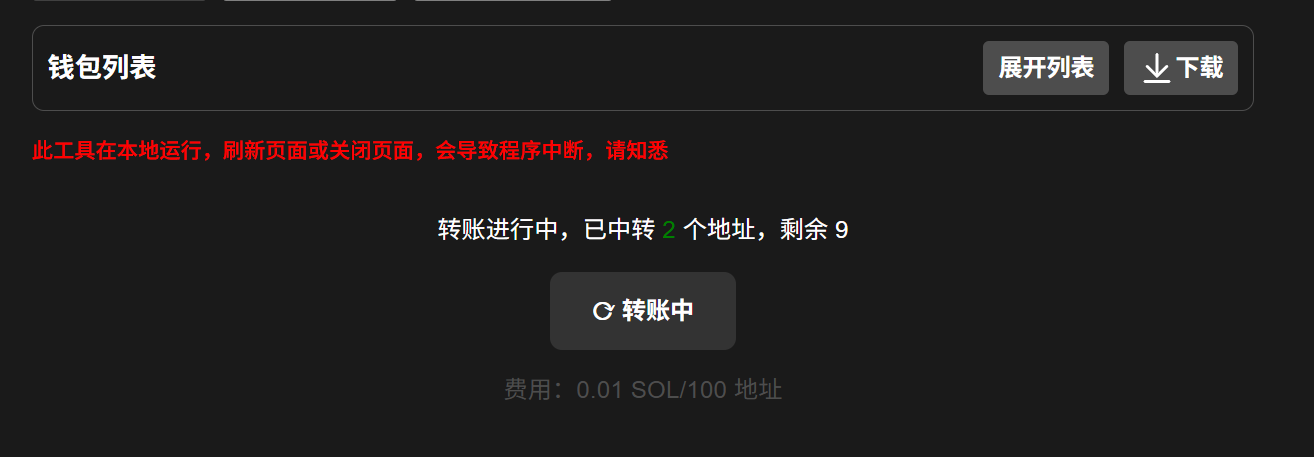 钱包列表 展开列表 下载
此工具在本地运行，刷新页面或关闭页面，会导致程序中断，请知悉
转账进行中，已中转 2 个地址，剩余 9
转账中
费用：0.01 SOL/100 地址